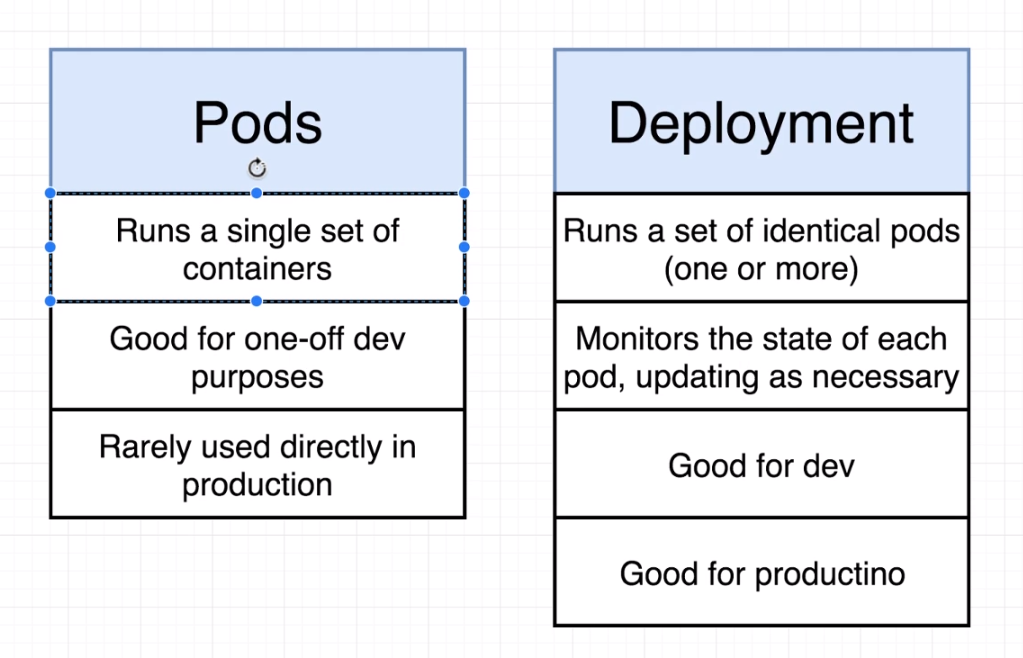 Pods
Runs a single set of
containers
Good for one-off dev
purposes
Rarely used directly in
production
Deployment
Runs a set of identical pods
(one or more)
Monitors the state of each
pod, updating as necessary
Good for dev
Good for productino